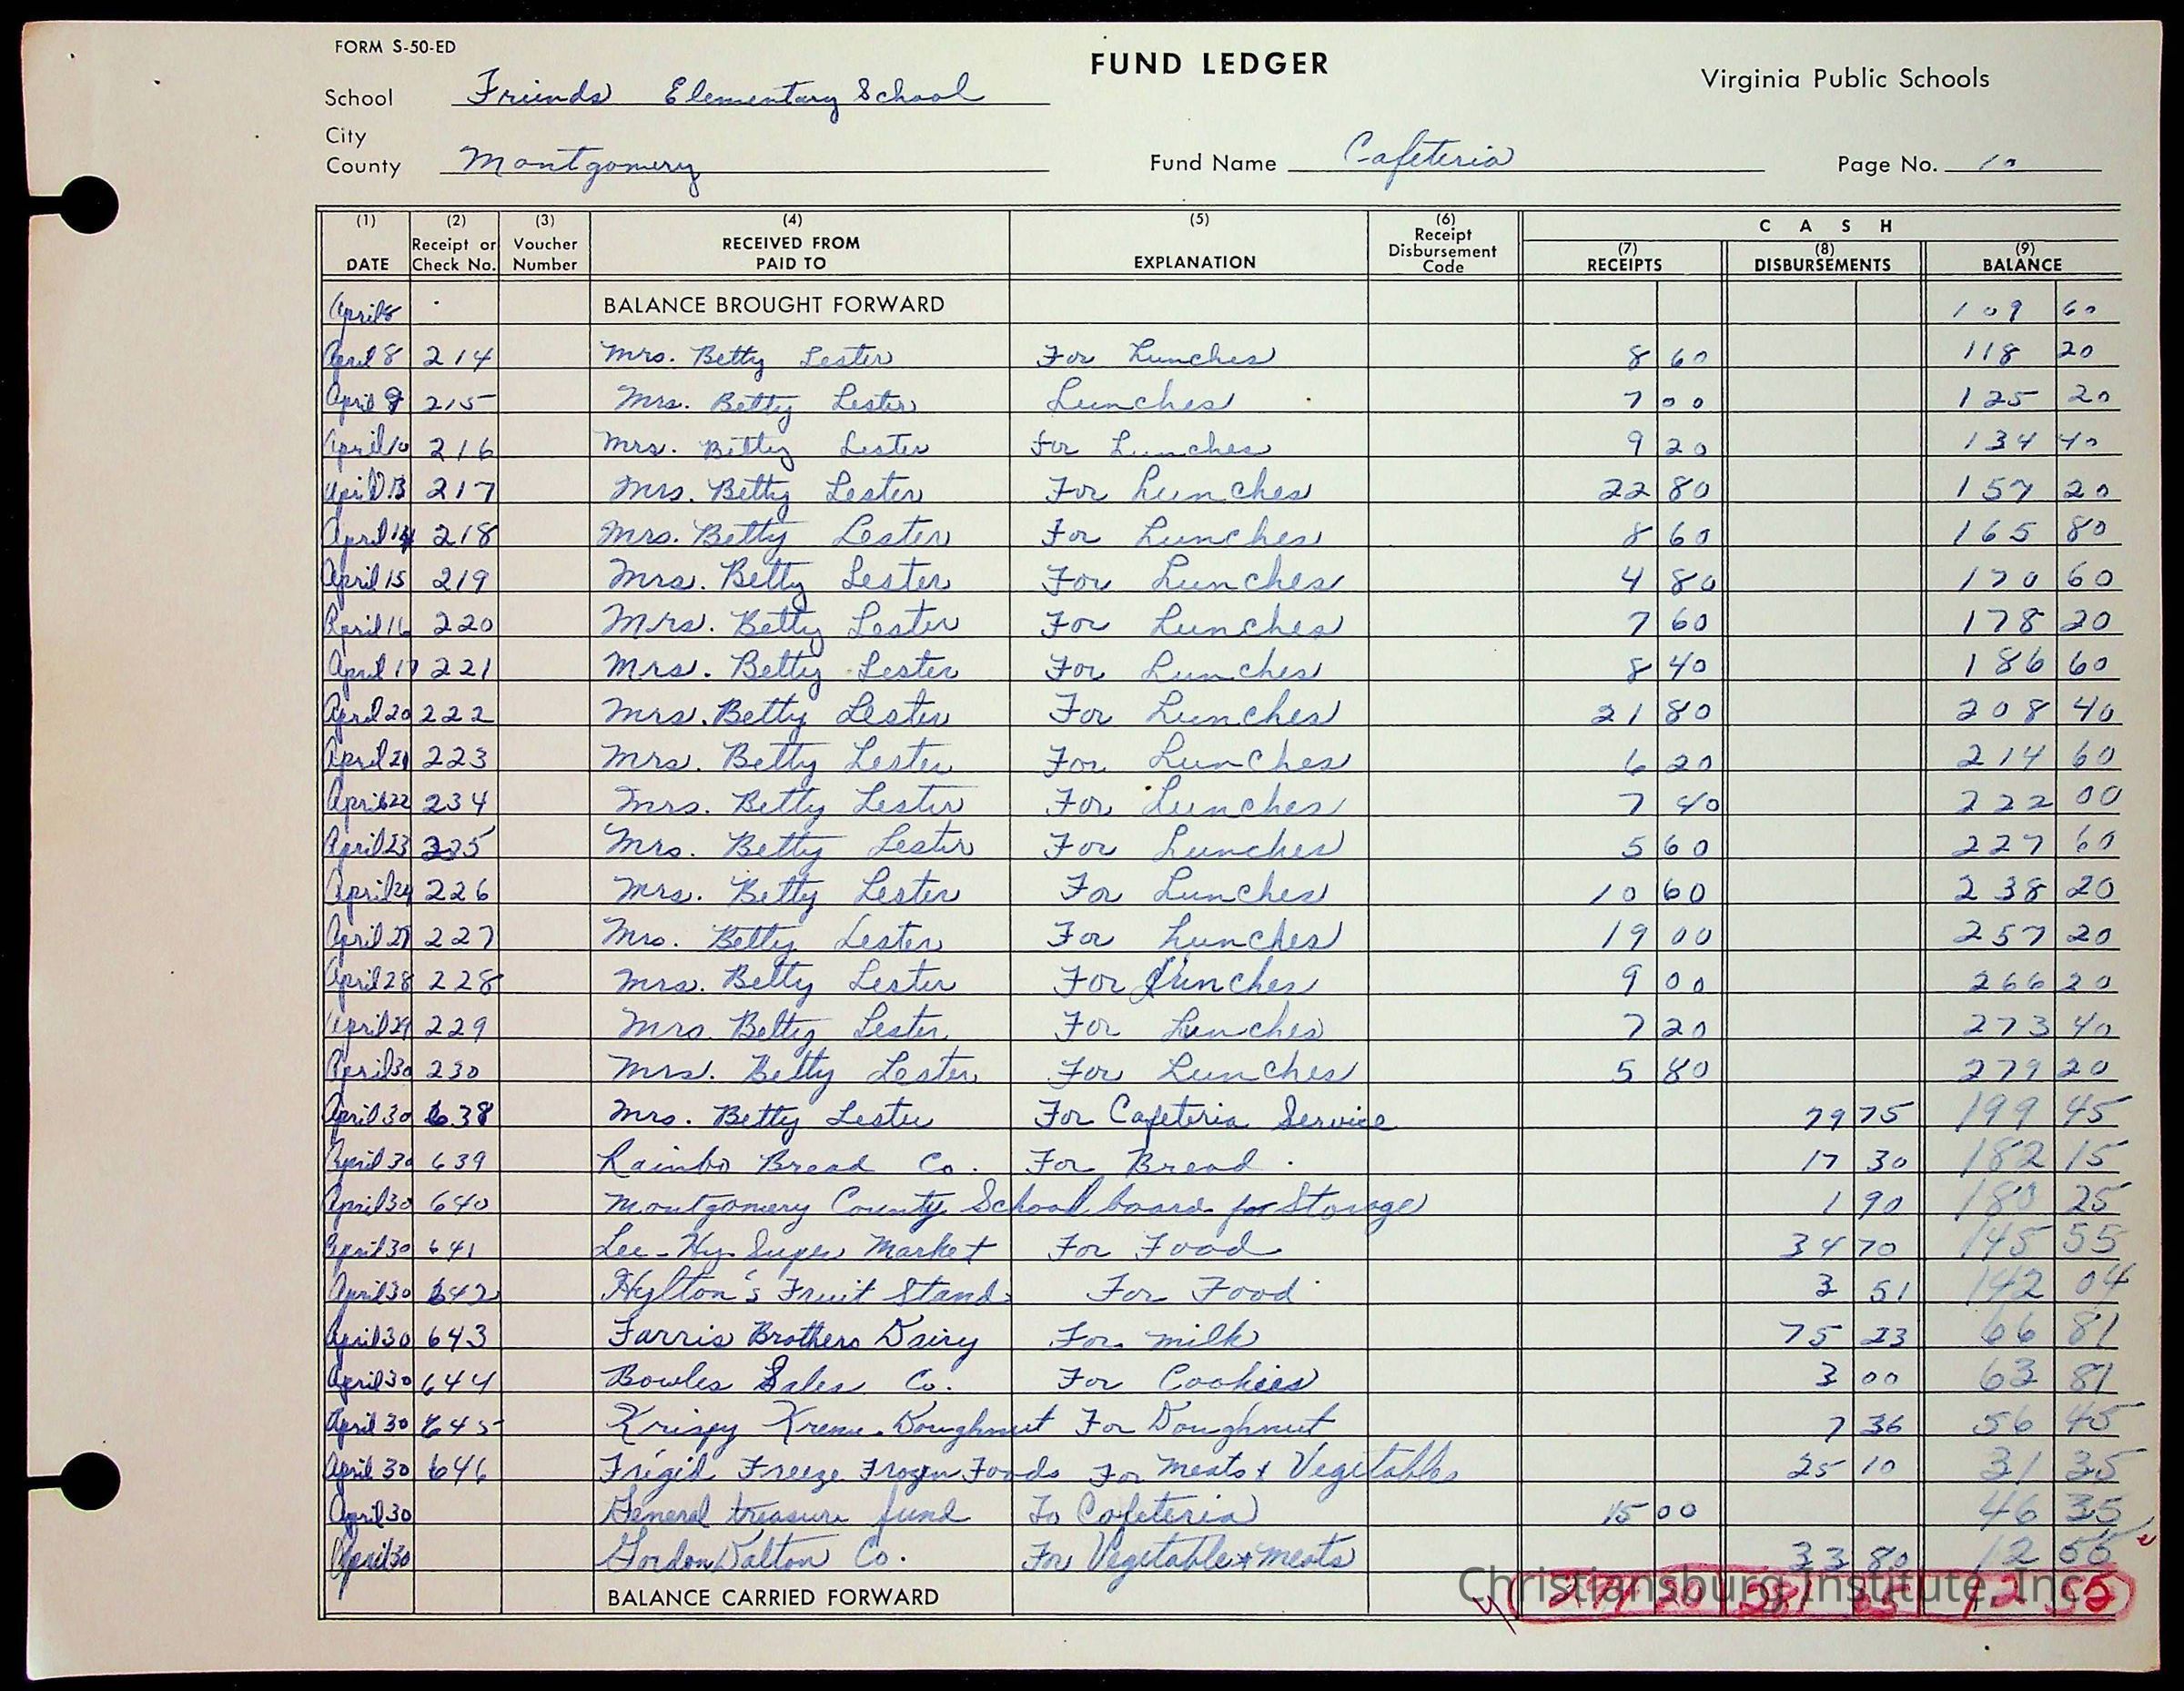 FORM S-50-ED
FUND LEDGER
Virginia Public Schools
School Friends Elementary School
City
County Montgomery Fund Name Cafeteria Page No. 10
(1) (2) (3) (4) (5) (6) C A S H
DATE Receipt or Check No. Voucher Number RECEIVED FROM PAID TO EXPLANATION Receipt Disbursement Code (7) RECEIPTS (8) DISBURSEMENTS (9) BALANCE
April 8 BALANCE BROUGHT FORWARD 109 60
April 8 214 Mrs. Betty Lester For Lunches 8 60 118 20
April 9 215 Mrs. Betty Lester Lunches 7 00 125 20
April 10 216 Mrs. Betty Lester For Lunches 9 20 134 40
April 13 217 Mrs. Betty Lester For Lunches 22 80 157 20
April 14 218 Mrs. Betty Lester For Lunches 8 60 165 80
April 15 219 Mrs. Betty Lester For Lunches 4 80 170 60
April 16 220 Mrs. Betty Lester For Lunches 7 60 178 20
April 17 221 Mrs. Betty Lester For Lunches 8 40 186 60
April 20 222 Mrs. Betty Lester For Lunches 21 80 208 40
April 21 223 Mrs. Betty Lester For Lunches 6 20 214 60
April 22 234 Mrs. Betty Lester For Lunches 7 40 222 00
April 23 225 Mrs. Betty Lester For Lunches 5 60 227 60
April 24 226 Mrs. Betty Lester For Lunches 10 60 238 20
April 27 227 Mrs. Betty Lester For Lunches 19 00 257 20
April 28 228 Mrs. Betty Lester For Lunches 9 00 266 20
April 29 229 Mrs. Betty Lester For Lunches 7 20 273 40
April 30 230 Mrs. Betty Lester For Lunches 5 80 279 20
April 30 638 Mrs. Betty Lester For Cafeteria Service 79 75 199 45
April 30 639 Rainbo Bread Co. For Bread. 17 30 182 15
April 30 640 Montgomery County School board for Storage 1 90 180 25
April 30 641 Lee-Hy Super Market For Food 34 70 145 55
April 30 642 Hylton's Fruit Stand For Food 3 51 142 04
April 30 643 Farris Brothers Dairy For milk 75 23 66 81
April 30 644 Bowles Sales Co. For Cookies 3 00 63 81
April 30 645 Krispy Kreme Doughnut For Doughnut 7 36 56 45
April 30 646 Frigid Freeze Frozen Foods For Meats & Vegetables 25 10 31 35
April 30 General treasure fund To Cafeteria 15 00 46 35
April 30 Gordon Dalton Co. For Vegetable & meats 33 80 12 55
BALANCE CARRIED FORWARD 281 65 12 55
Christiansburg Institute, Inc.